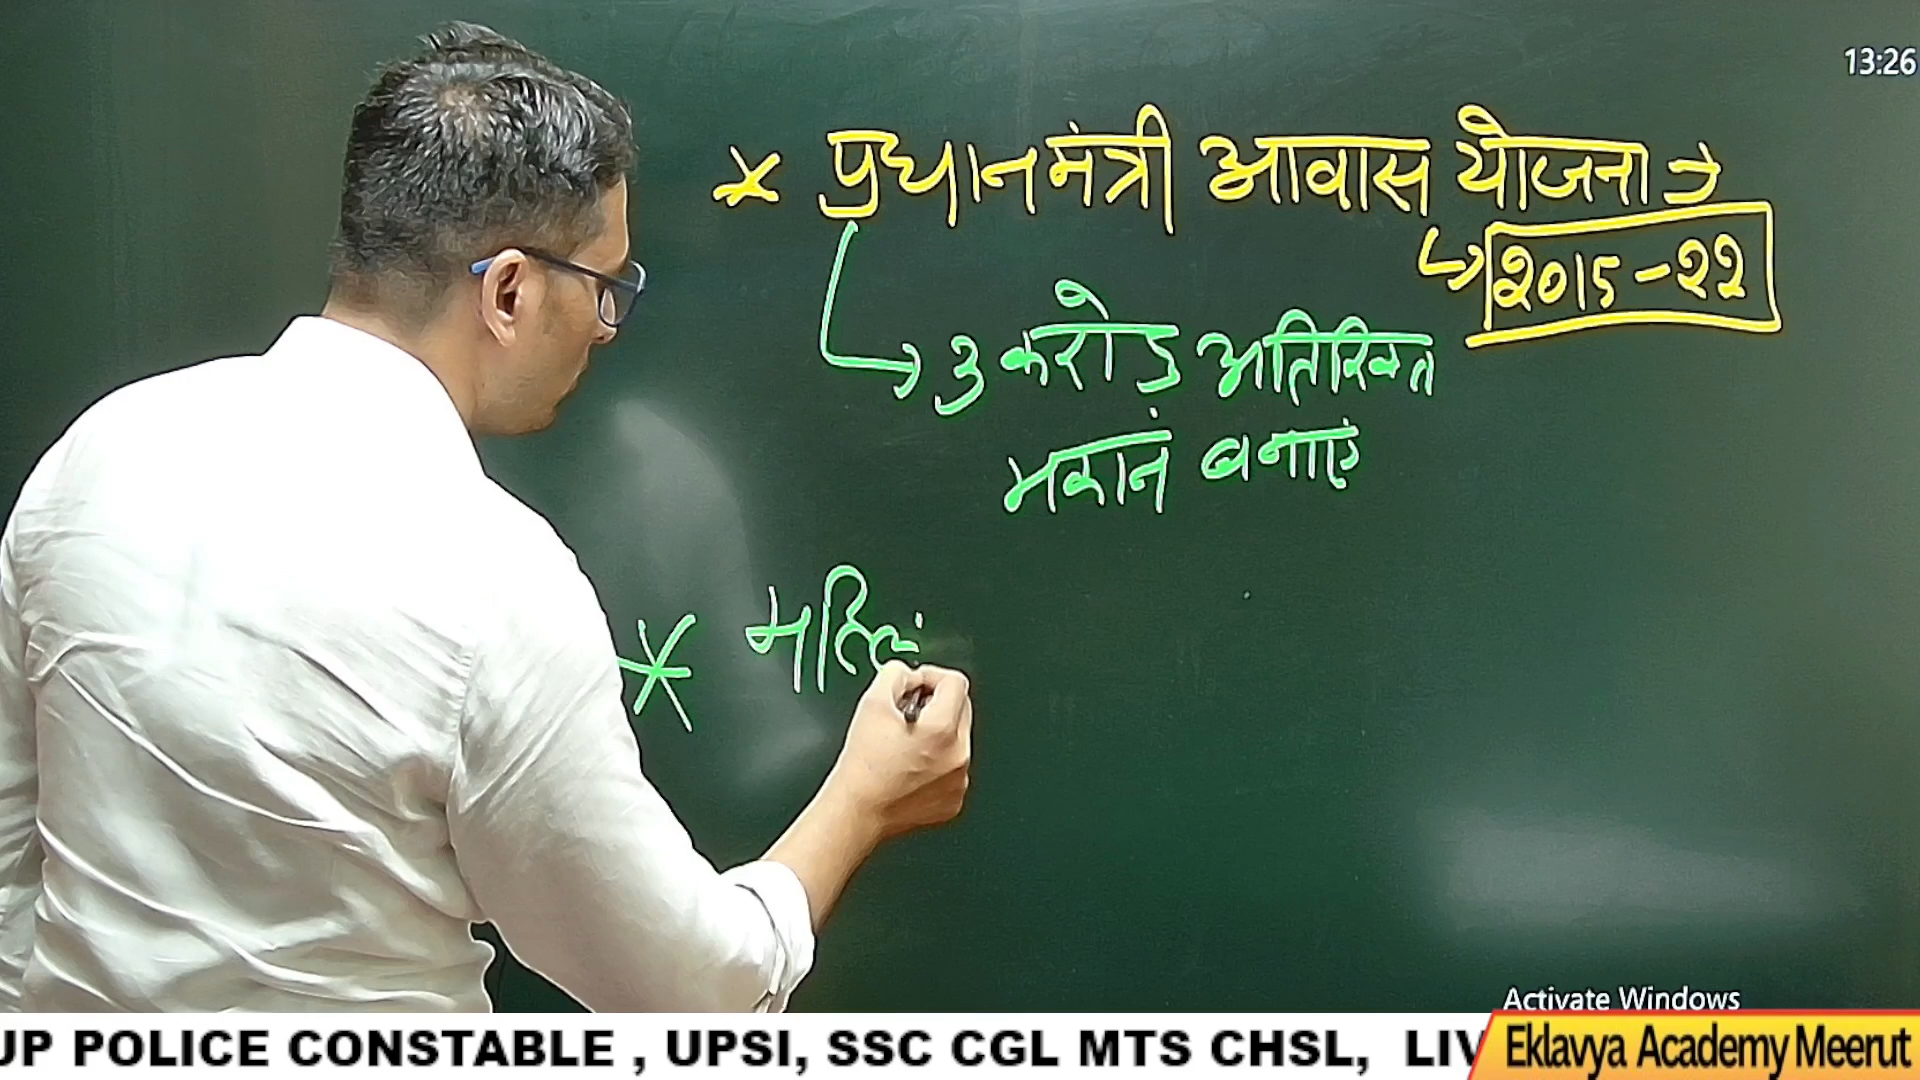 13:26
* प्रधानमंत्री आवास योजना →
↳ 2015-22
↳ 3 करोड़ अतिरिक्त
मकान बनाएं
*
Activate Windows
UP POLICE CONSTABLE , UPSI, SSC CGL MTS CHSL, LIV
Eklavya Academy Meerut